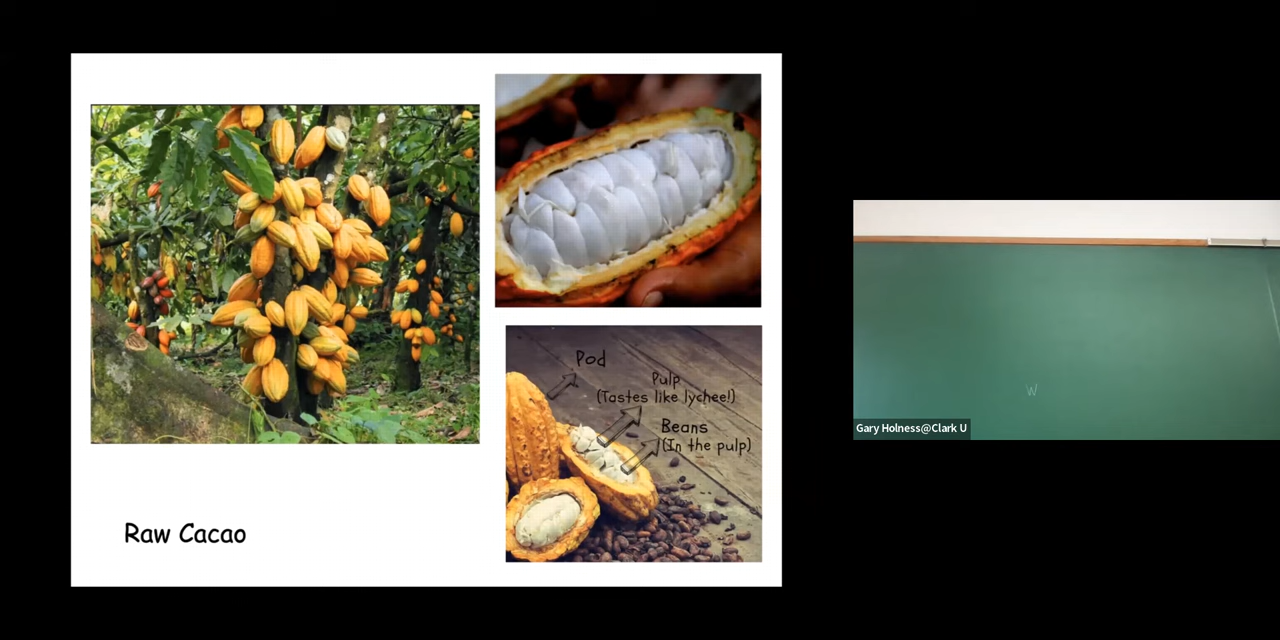 Pod
Pulp
(Tastes like lychee!)
Beans
(In the pulp)
Raw Cacao
W
Gary Holness@Clark U